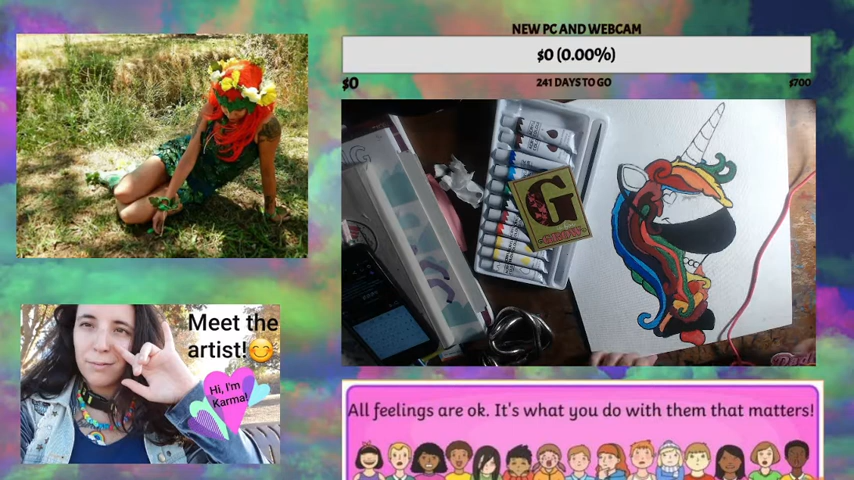 NEW PC AND WEBCAM
$0 (0.00%)
$0
241 DAYS TO GO
$700
G
GROW
Meet the
artist!😊
Hi, I'm
Karma!
All feelings are ok. It's what you do with them that matters!